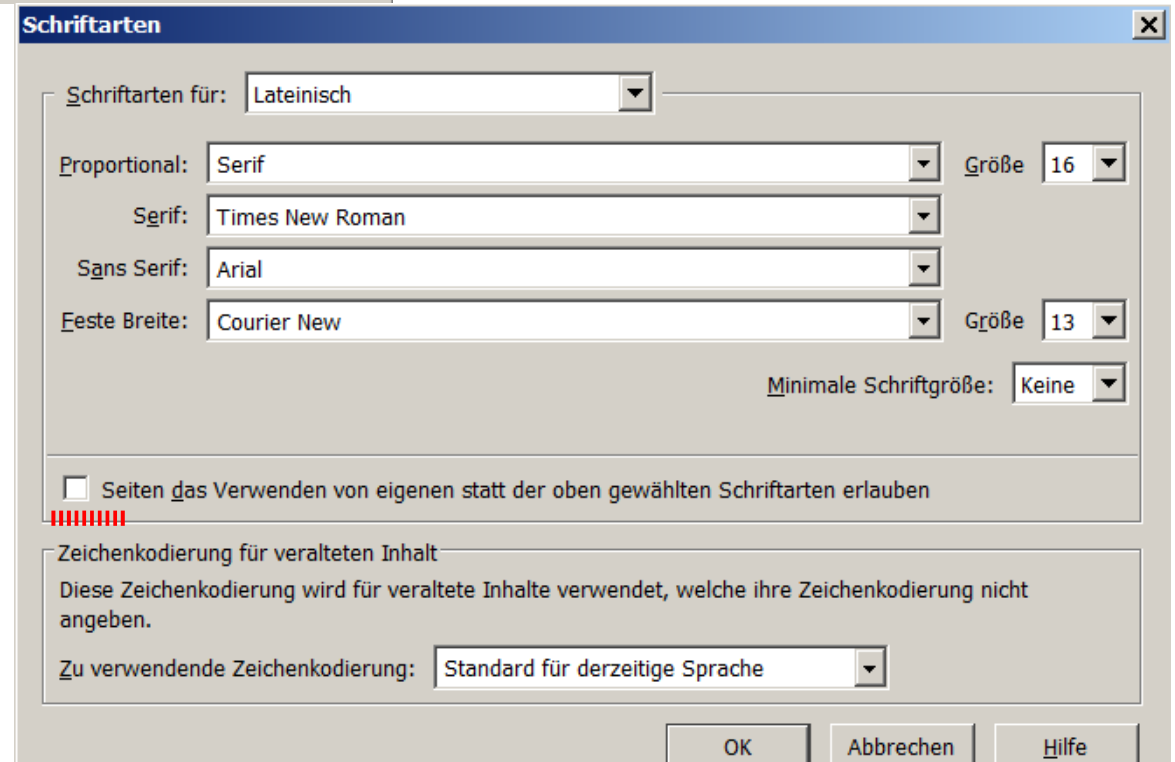 Schriftarten
Schriftarten für: Lateinisch
Proportional: Serif Größe 16
Serif: Times New Roman
Sans Serif: Arial
Feste Breite: Courier New Größe 13
Minimale Schriftgröße: Keine
Seiten das Verwenden von eigenen statt der oben gewählten Schriftarten erlauben
Zeichenkodierung für veralteten Inhalt
Diese Zeichenkodierung wird für veraltete Inhalte verwendet, welche ihre Zeichenkodierung nicht
angeben.
Zu verwendende Zeichenkodierung: Standard für derzeitige Sprache
OK Abbrechen Hilfe